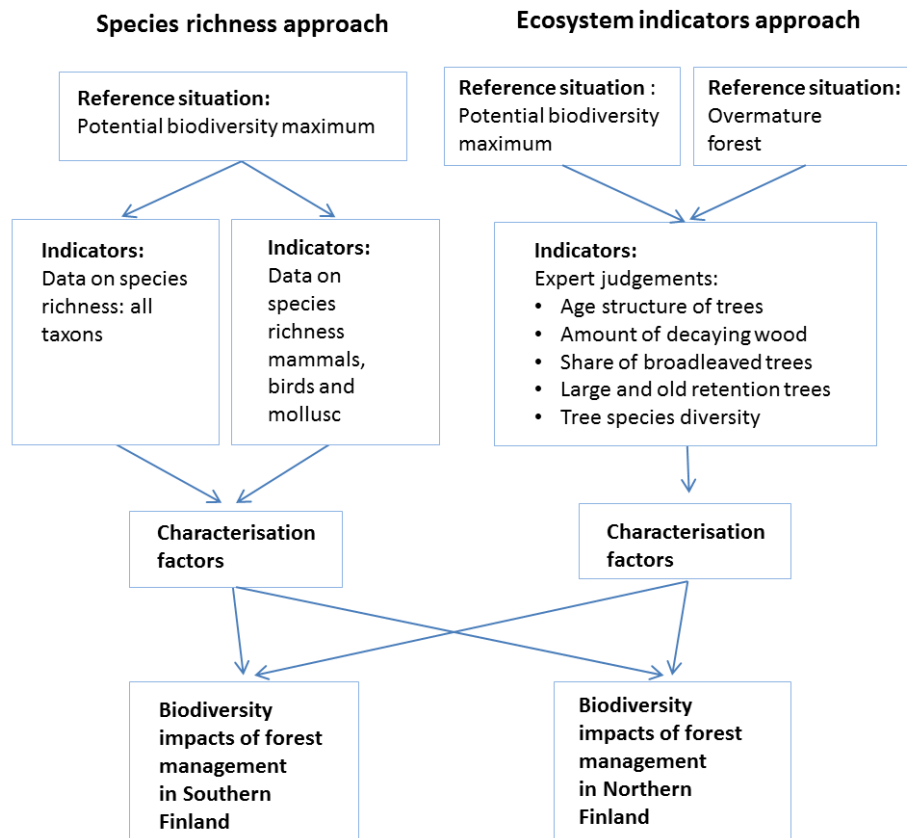 Species richness approach
Ecosystem indicators approach
Reference situation:
Potential biodiversity maximum
Reference situation :
Potential biodiversity
maximum
Reference situation:
Overmature
forest
Indicators:
Data on species
richness: all
taxons
Indicators:
Data on
species
richness
mammals,
birds and
mollusc
Indicators:
Expert judgements:
• Age structure of trees
• Amount of decaying wood
• Share of broadleaved trees
• Large and old retention trees
• Tree species diversity
Characterisation
factors
Characterisation
factors
Biodiversity
impacts of forest
management
in Southern
Finland
Biodiversity
impacts of forest
management
in Northern
Finland